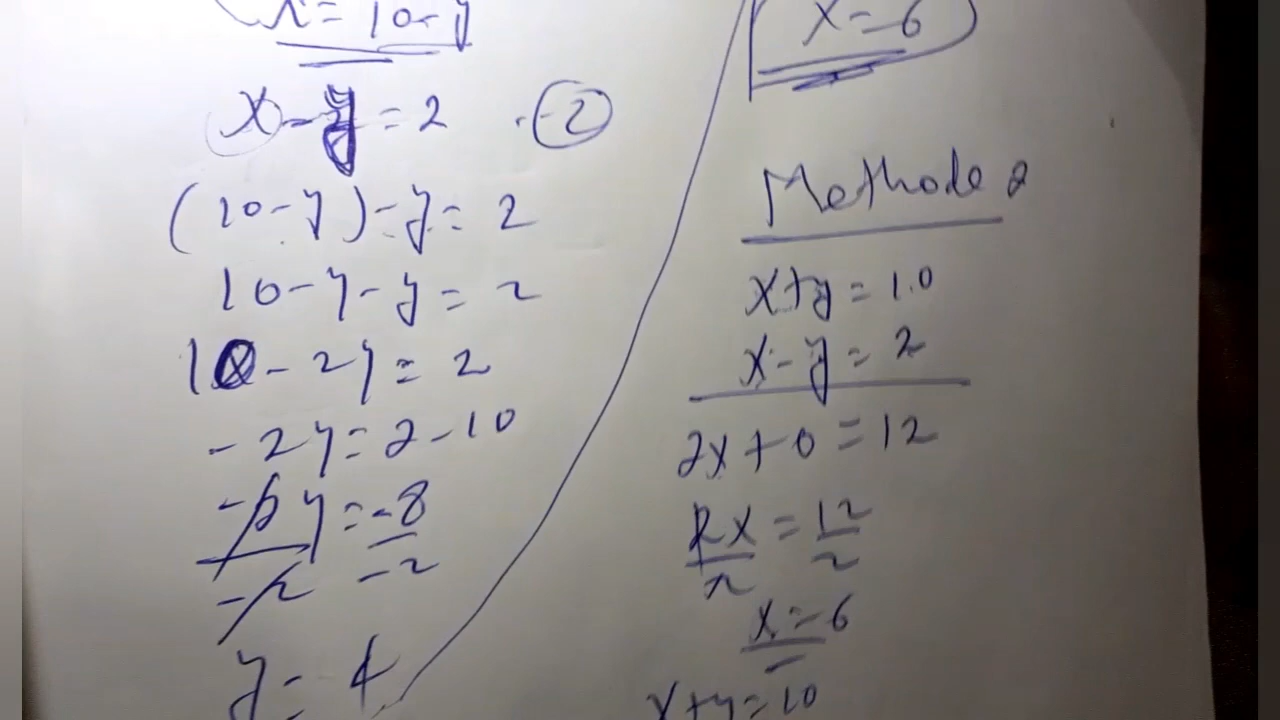 x = 10-y
x - y = 2 (2)
(10-y) - y = 2
10 - y - y = 2
10 - 2y = 2
-2y = 2-10
-2y = -8
-2 -2
y = 4
x = 6
Methode 2
x+y = 10
x-y = 2
2x + 0 = 12
2x = 12
2 2
x = 6
x+y = 10